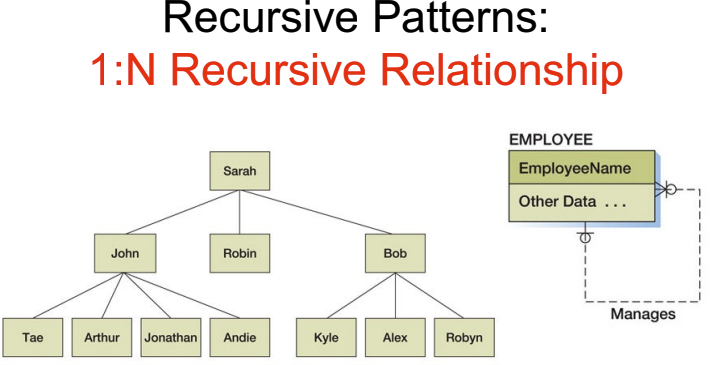 Recursive Patterns:
1:N Recursive Relationship
EMPLOYEE
EmployeeName
Other Data . . .
Manages
Sarah
John
Robin
Bob
Tae
Arthur
Jonathan
Andie
Kyle
Alex
Robyn